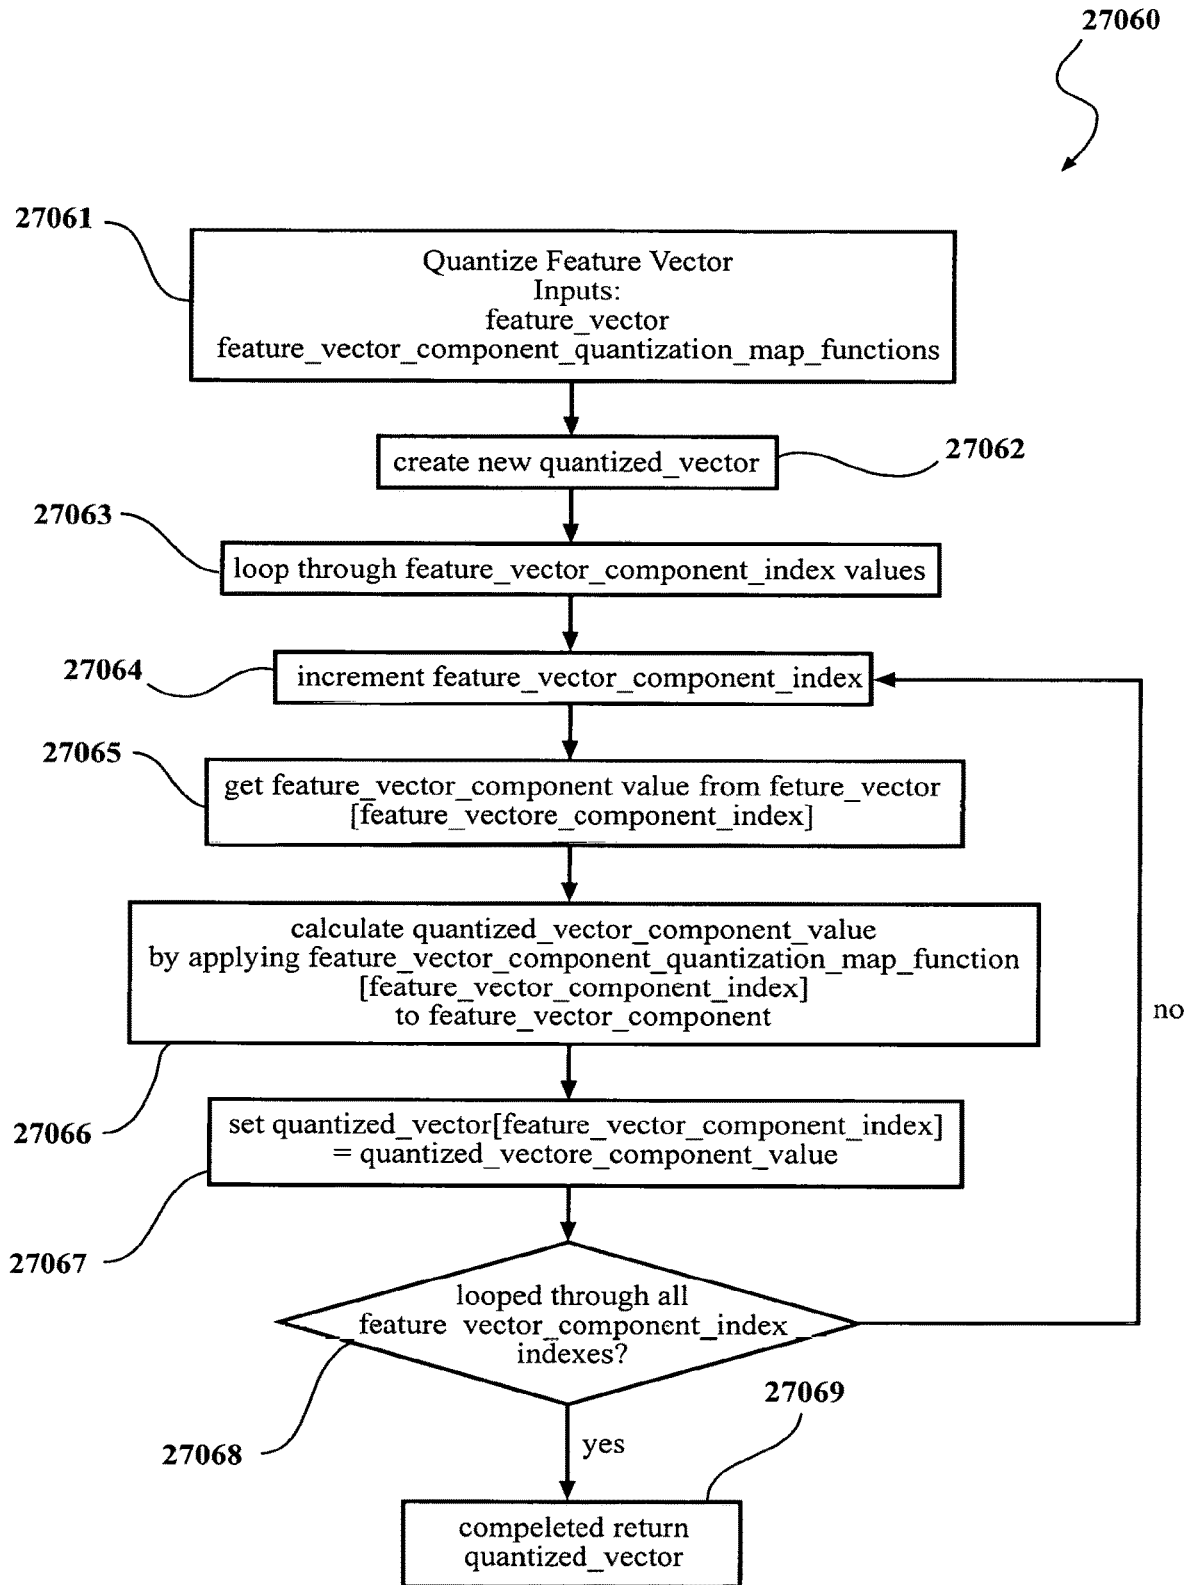 27060
27061
Quantize Feature Vector
Inputs:
feature_vector
feature_vector_component_quantization_map_functions
create new quantized_vector
27062
27063
loop through feature_vector_component_index values
27064
increment feature_vector_component_index
27065
get feature_vector_component value from feture_vector
[feature_vectore_component_index]
calculate quantized_vector_component_value
by applying feature_vector_component_quantization_map_function
[feature_vector_component_index]
to feature_vector_component
no
27066
set quantized_vector[feature_vector_component_index]
= quantized_vectore_component_value
27067
looped through all
feature vector_component_index
indexes?
27068
yes
27069
compeleted return
quantized_vector